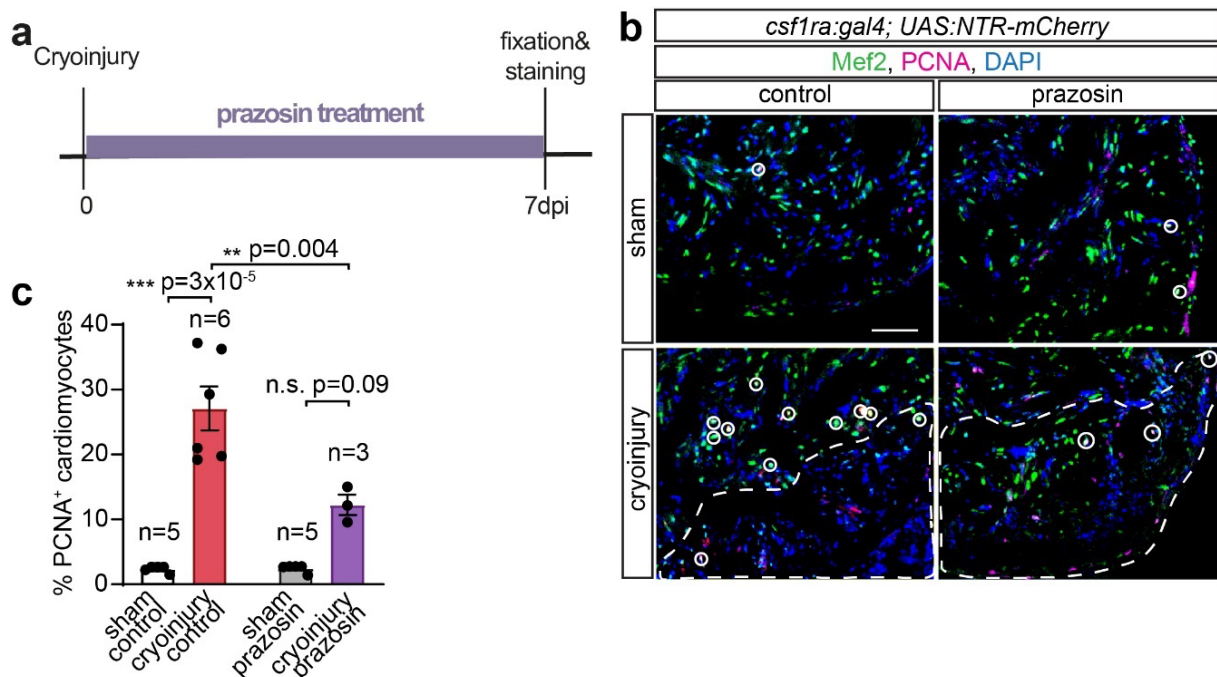 a
Cryoinjury
fixation&
staining
prazosin treatment
0
7dpi
b
csf1ra:gal4; UAS:NTR-mCherry
Mef2, PCNA, DAPI
control
prazosin
sham
cryoinjury
c
** p=0.004
*** p=3x10⁻⁵
n=6
n.s. p=0.09
n=3
n=5
n=5
% PCNA⁺ cardiomyocytes
40
30
20
10
0
sham
control
cryoinjury
control
sham
prazosin
cryoinjury
prazosin